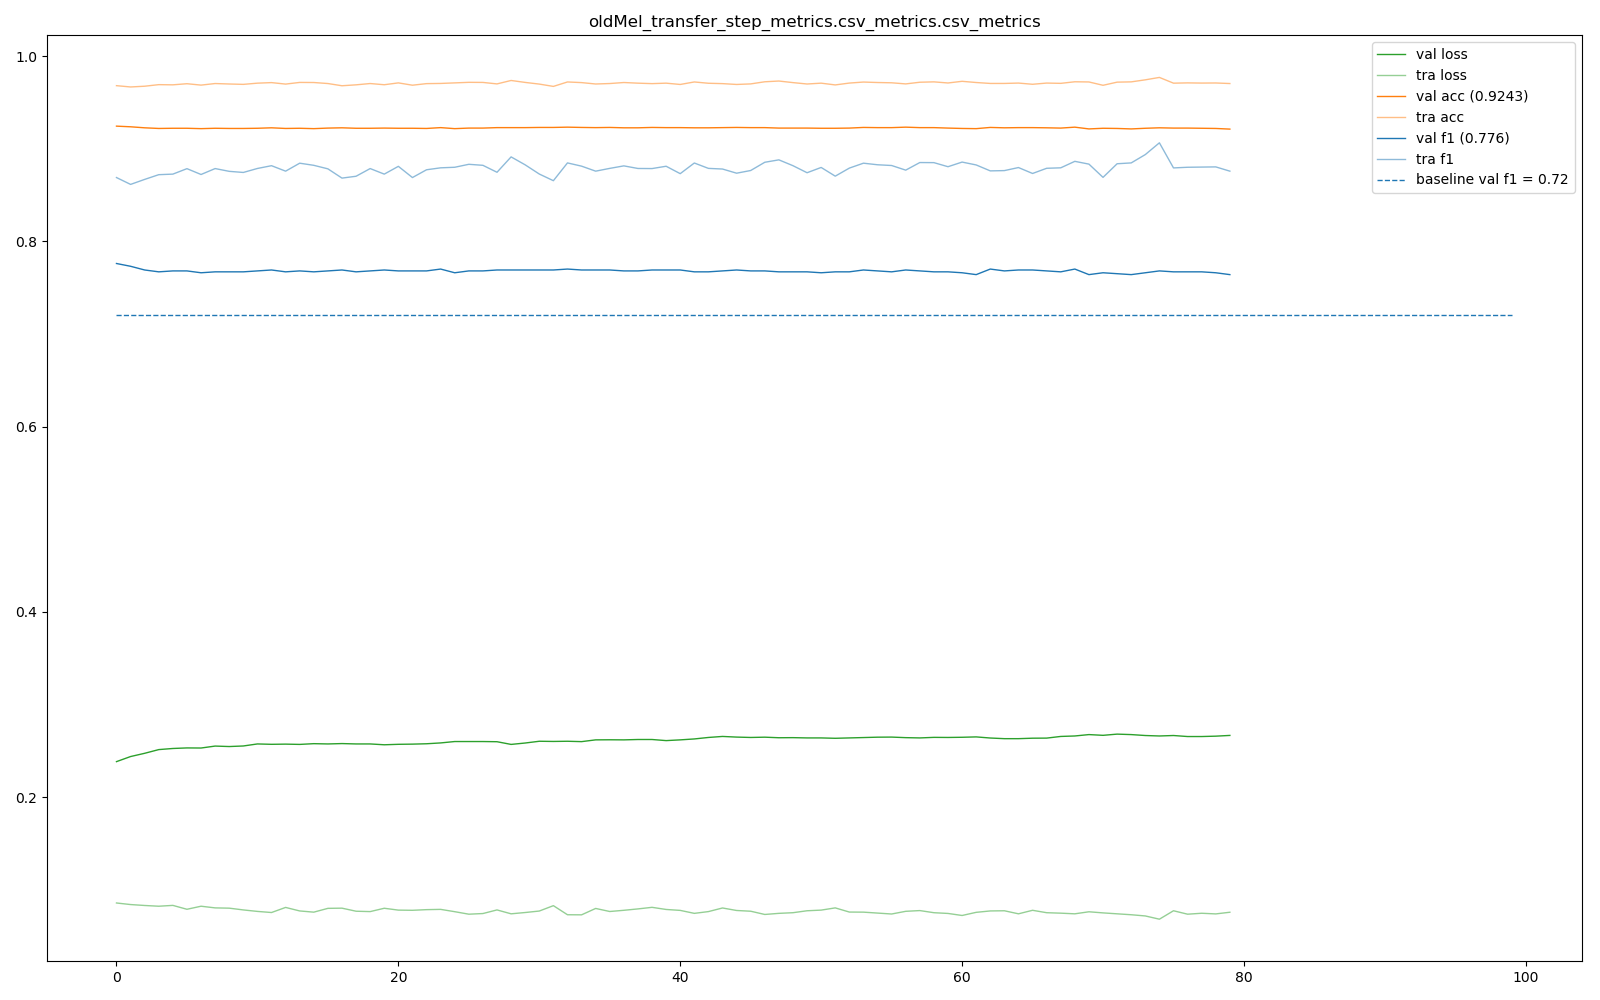 oldMel_transfer_step_metrics.csv_metrics.csv_metrics
1.0
0.8
0.6
0.4
0.2
0
20
40
60
80
100
val loss
tra loss
val acc (0.9243)
tra acc
val f1 (0.776)
tra f1
baseline val f1 = 0.72